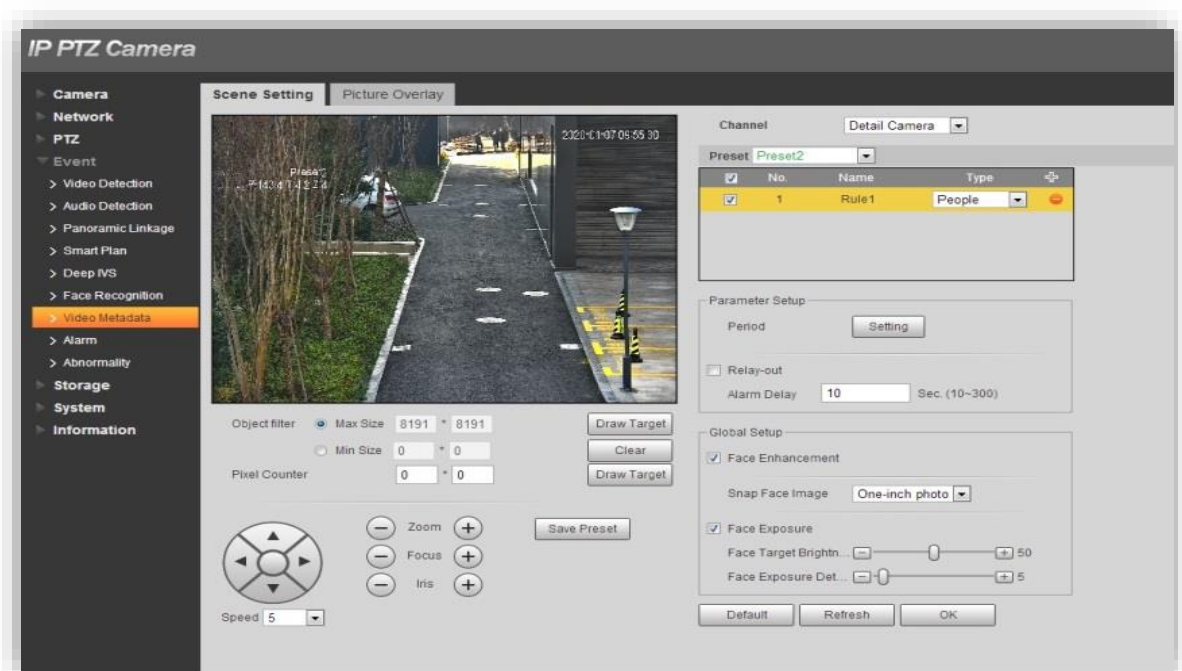 IP PTZ Camera
Camera
Network
PTZ
Event
Video Detection
Audio Detection
Panoramic Linkage
Smart Plan
Deep IVS
Face Recognition
Video Metadata
Alarm
Abnormality
Storage
System
Information
Scene Setting Picture Overlay
Object filter Max Size 8191 * 8191 Draw Target
Min Size 0 * 0 Clear
Pixel Counter 0 * 0 Draw Target
Zoom Save Preset
Focus
Iris
Speed 5
Channel Detail Camera
Preset Preset2
No. Name Type
1 Rule1 People
Parameter Setup
Period Setting
Relay-out
Alarm Delay 10 Sec. (10~300)
Global Setup
Face Enhancement
Snap Face Image One-inch photo
Face Exposure
Face Target Brightn... 50
Face Exposure Det... 5
Default Refresh OK